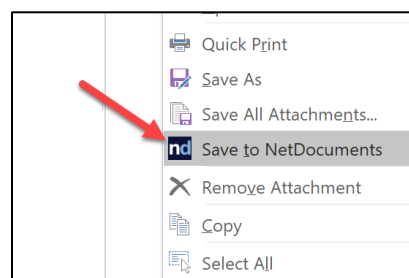 Quick Print
Save As
Save All Attachments...
nd Save to NetDocuments
Remove Attachment
Copy
Select All